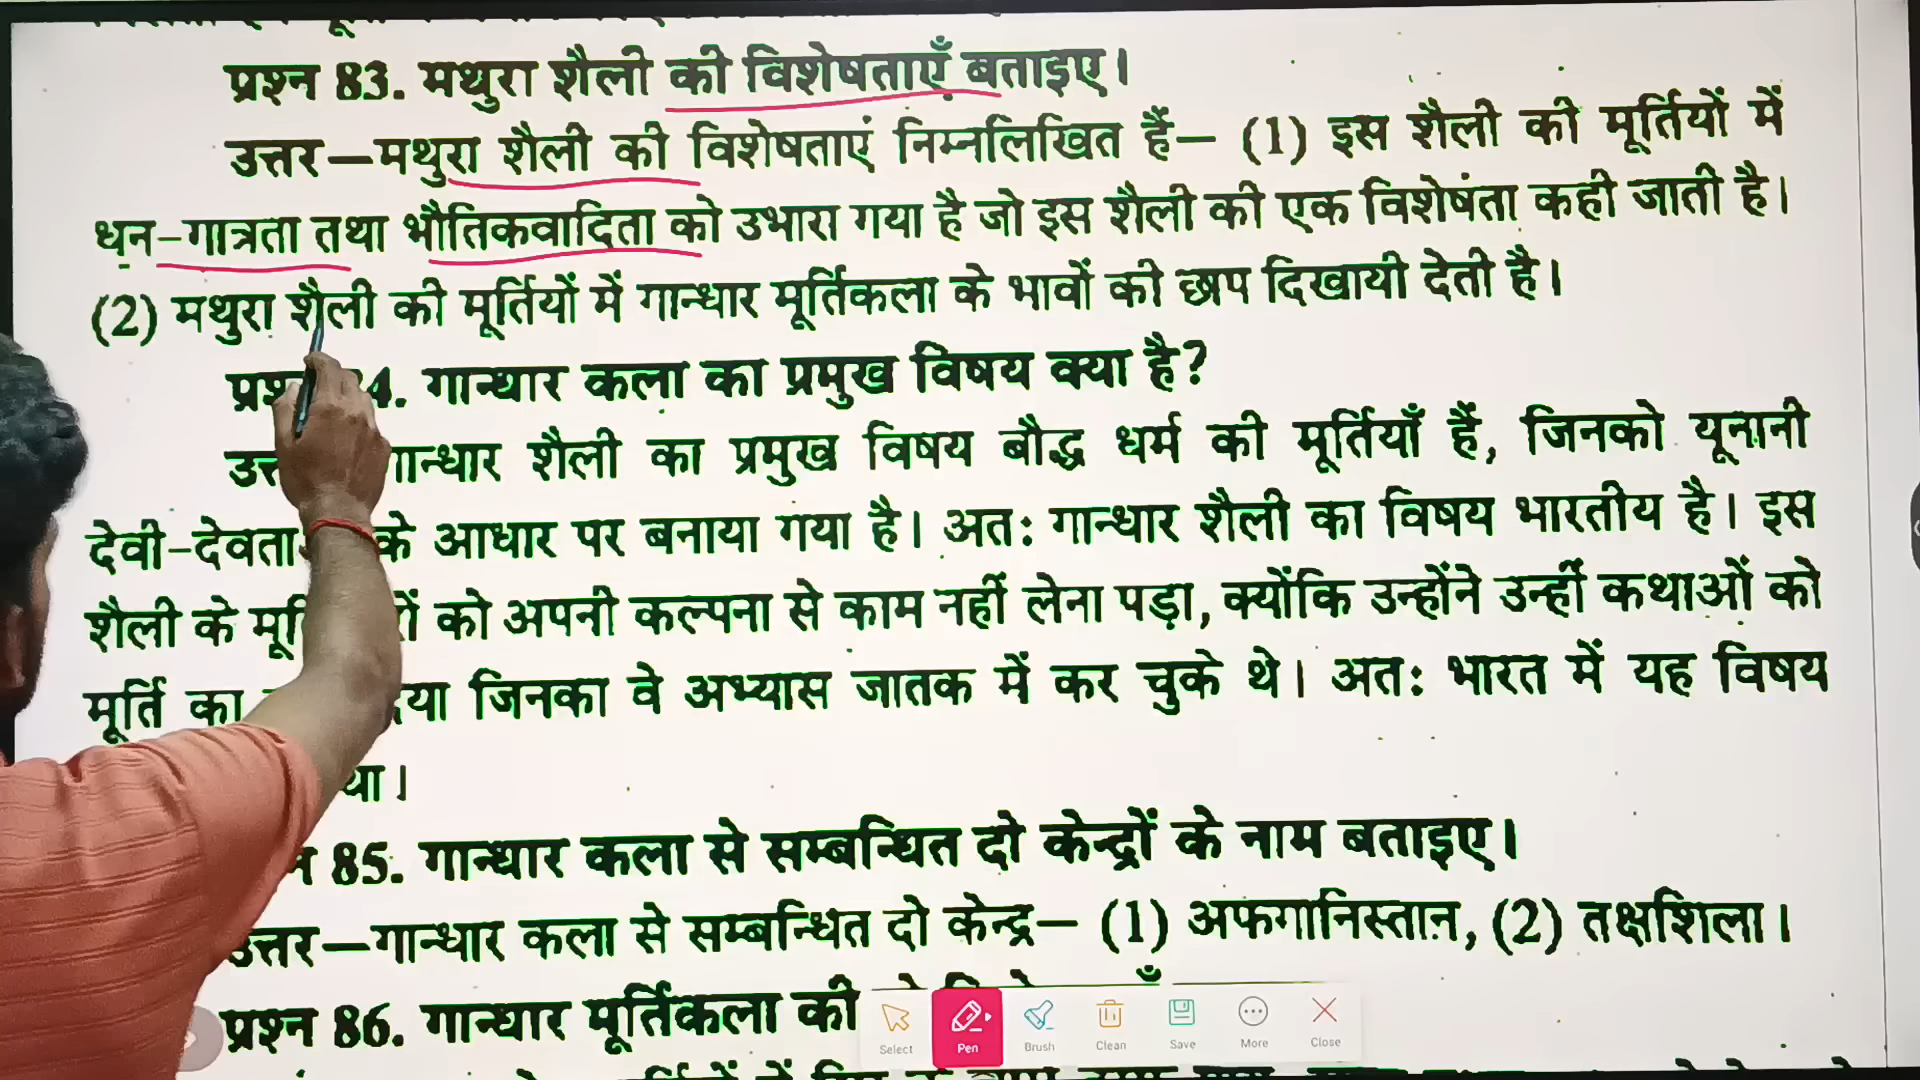 प्रश्न 83. मथुरा शैली की विशेषताएँ बताइए।
उत्तर—मथुरा शैली की विशेषताएं निम्नलिखित हैं— (1) इस शैली की मूर्तियों में
धन-गात्रता तथा भौतिकवादिता को उभारा गया है जो इस शैली की एक विशेषता कही जाती है।
(2) मथुरा शैली की मूर्तियों में गान्धार मूर्तिकला के भावों की छाप दिखायी देती है।
4. गान्धार कला का प्रमुख विषय क्या है?
गान्धार शैली का प्रमुख विषय बौद्ध धर्म की मूर्तियाँ हैं, जिनको यूनानी
देवी-देवता के आधार पर बनाया गया है। अतः गान्धार शैली का विषय भारतीय है। इस
शैली के को अपनी कल्पना से काम नहीं लेना पड़ा, क्योंकि उन्होंने उन्हीं कथाओं को
मूर्ति का जिनका वे अभ्यास जातक में कर चुके थे। अतः भारत में यह विषय
था।
85. गान्धार कला से सम्बन्धित दो केन्द्रों के नाम बताइए।
उत्तर—गान्धार कला से सम्बन्धित दो केन्द्र— (1) अफगानिस्तान, (2) तक्षशिला।
प्रश्न 86. गान्धार मूर्तिकला की
Select Pen Brush Clean Save More Close